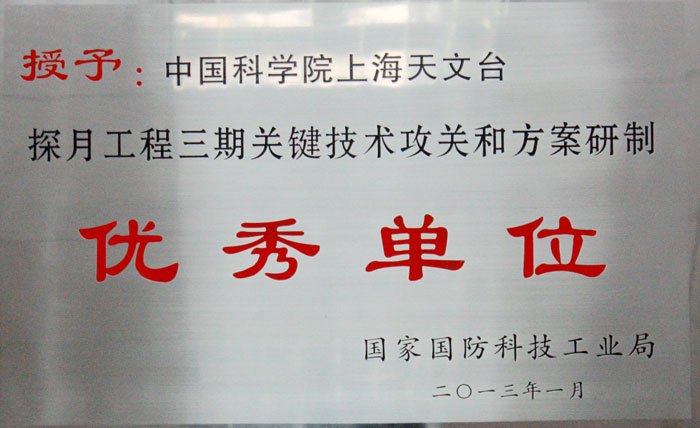 授予：中国科学院上海天文台
探月工程三期关键技术攻关和方案研制
优秀单位
国家国防科技工业局
二〇一三年一月